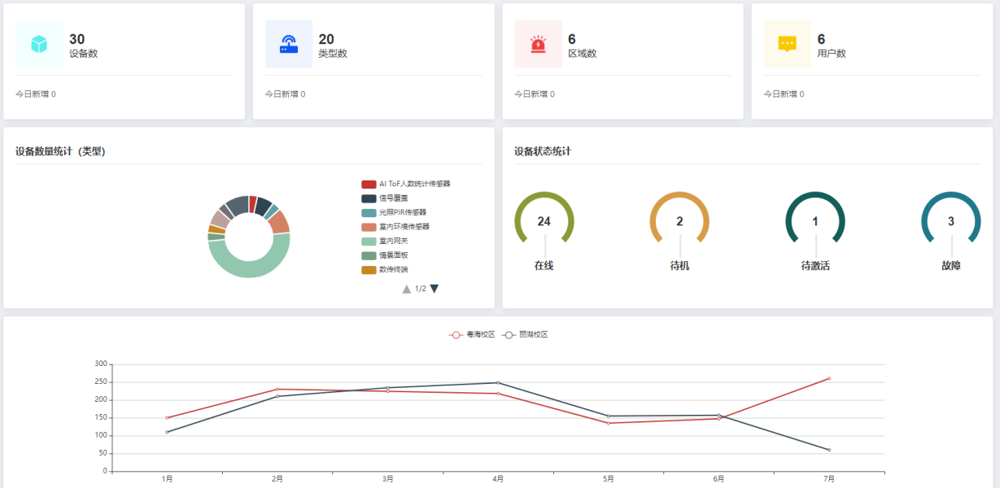 30
设备数
今日新增 0
20
类型数
今日新增 0
6
区域数
今日新增 0
6
用户数
今日新增 0
设备数量统计（类型）
AI ToF人数统计传感器
信号覆盖
光照PIR传感器
室内环境传感器
室内网关
情景面板
数传终端
1/2
设备状态统计
24
在线
2
待机
1
待激活
3
故障
粤海校区 丽湖校区
300
250
200
150
100
50
0
1月 2月 3月 4月 5月 6月 7月